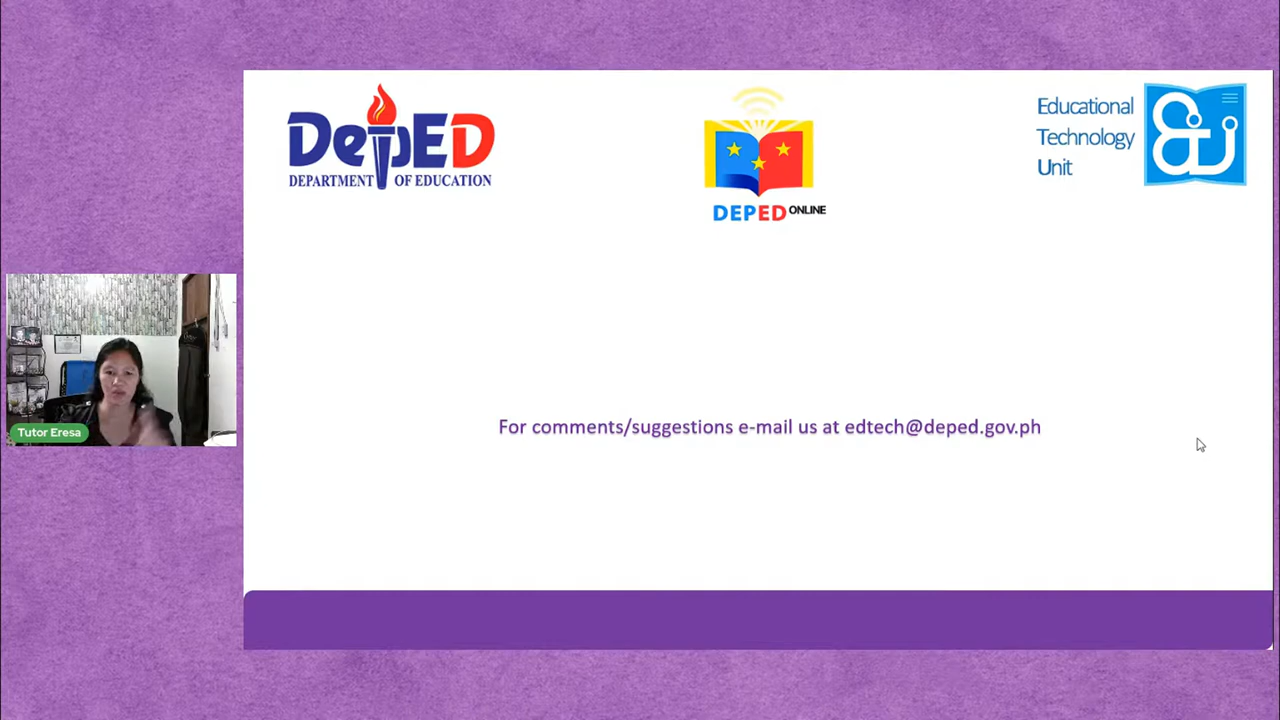 DepED
DEPARTMENT OF EDUCATION
DEPED ONLINE
Educational
Technology
Unit
Tutor Eresa
For comments/suggestions e-mail us at edtech@deped.gov.ph